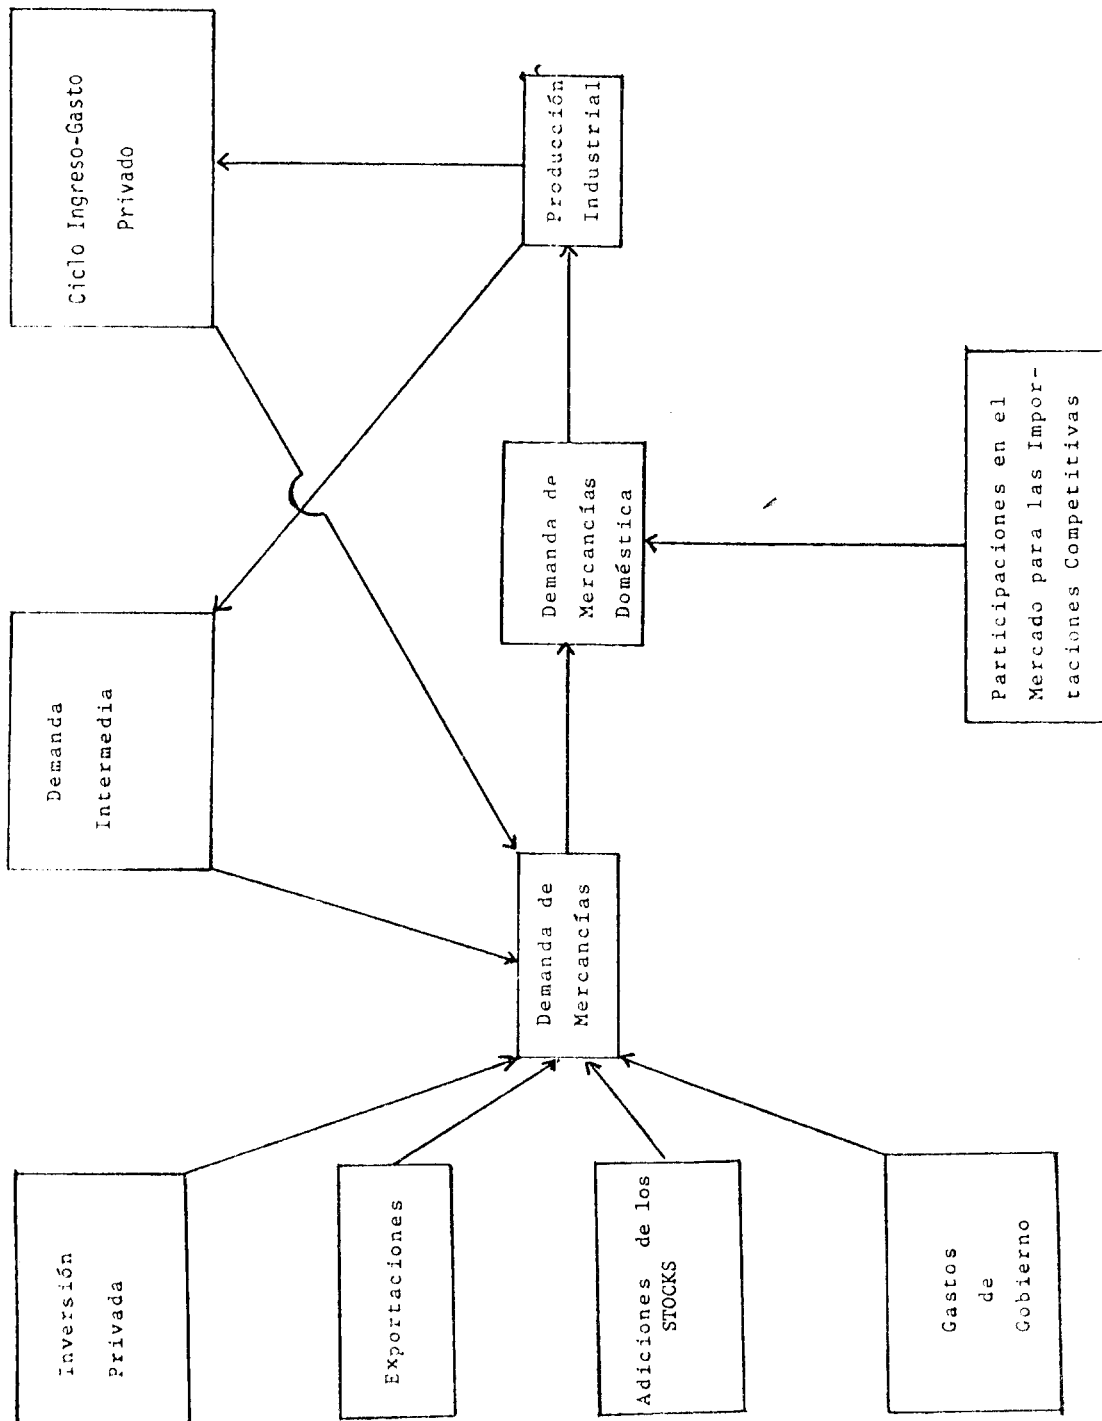 Inversión
Privada
Exportaciones
Adiciones de los
STOCKS
Gastos
de
Gobierno
Demanda
Intermedia
Demanda de
Mercancías
Ciclo Ingreso-Gasto
Privado
Demanda de
Mercancías
Doméstica
Producción
Industrial
Participaciones en el
Mercado para las Impor-
taciones Competitivas